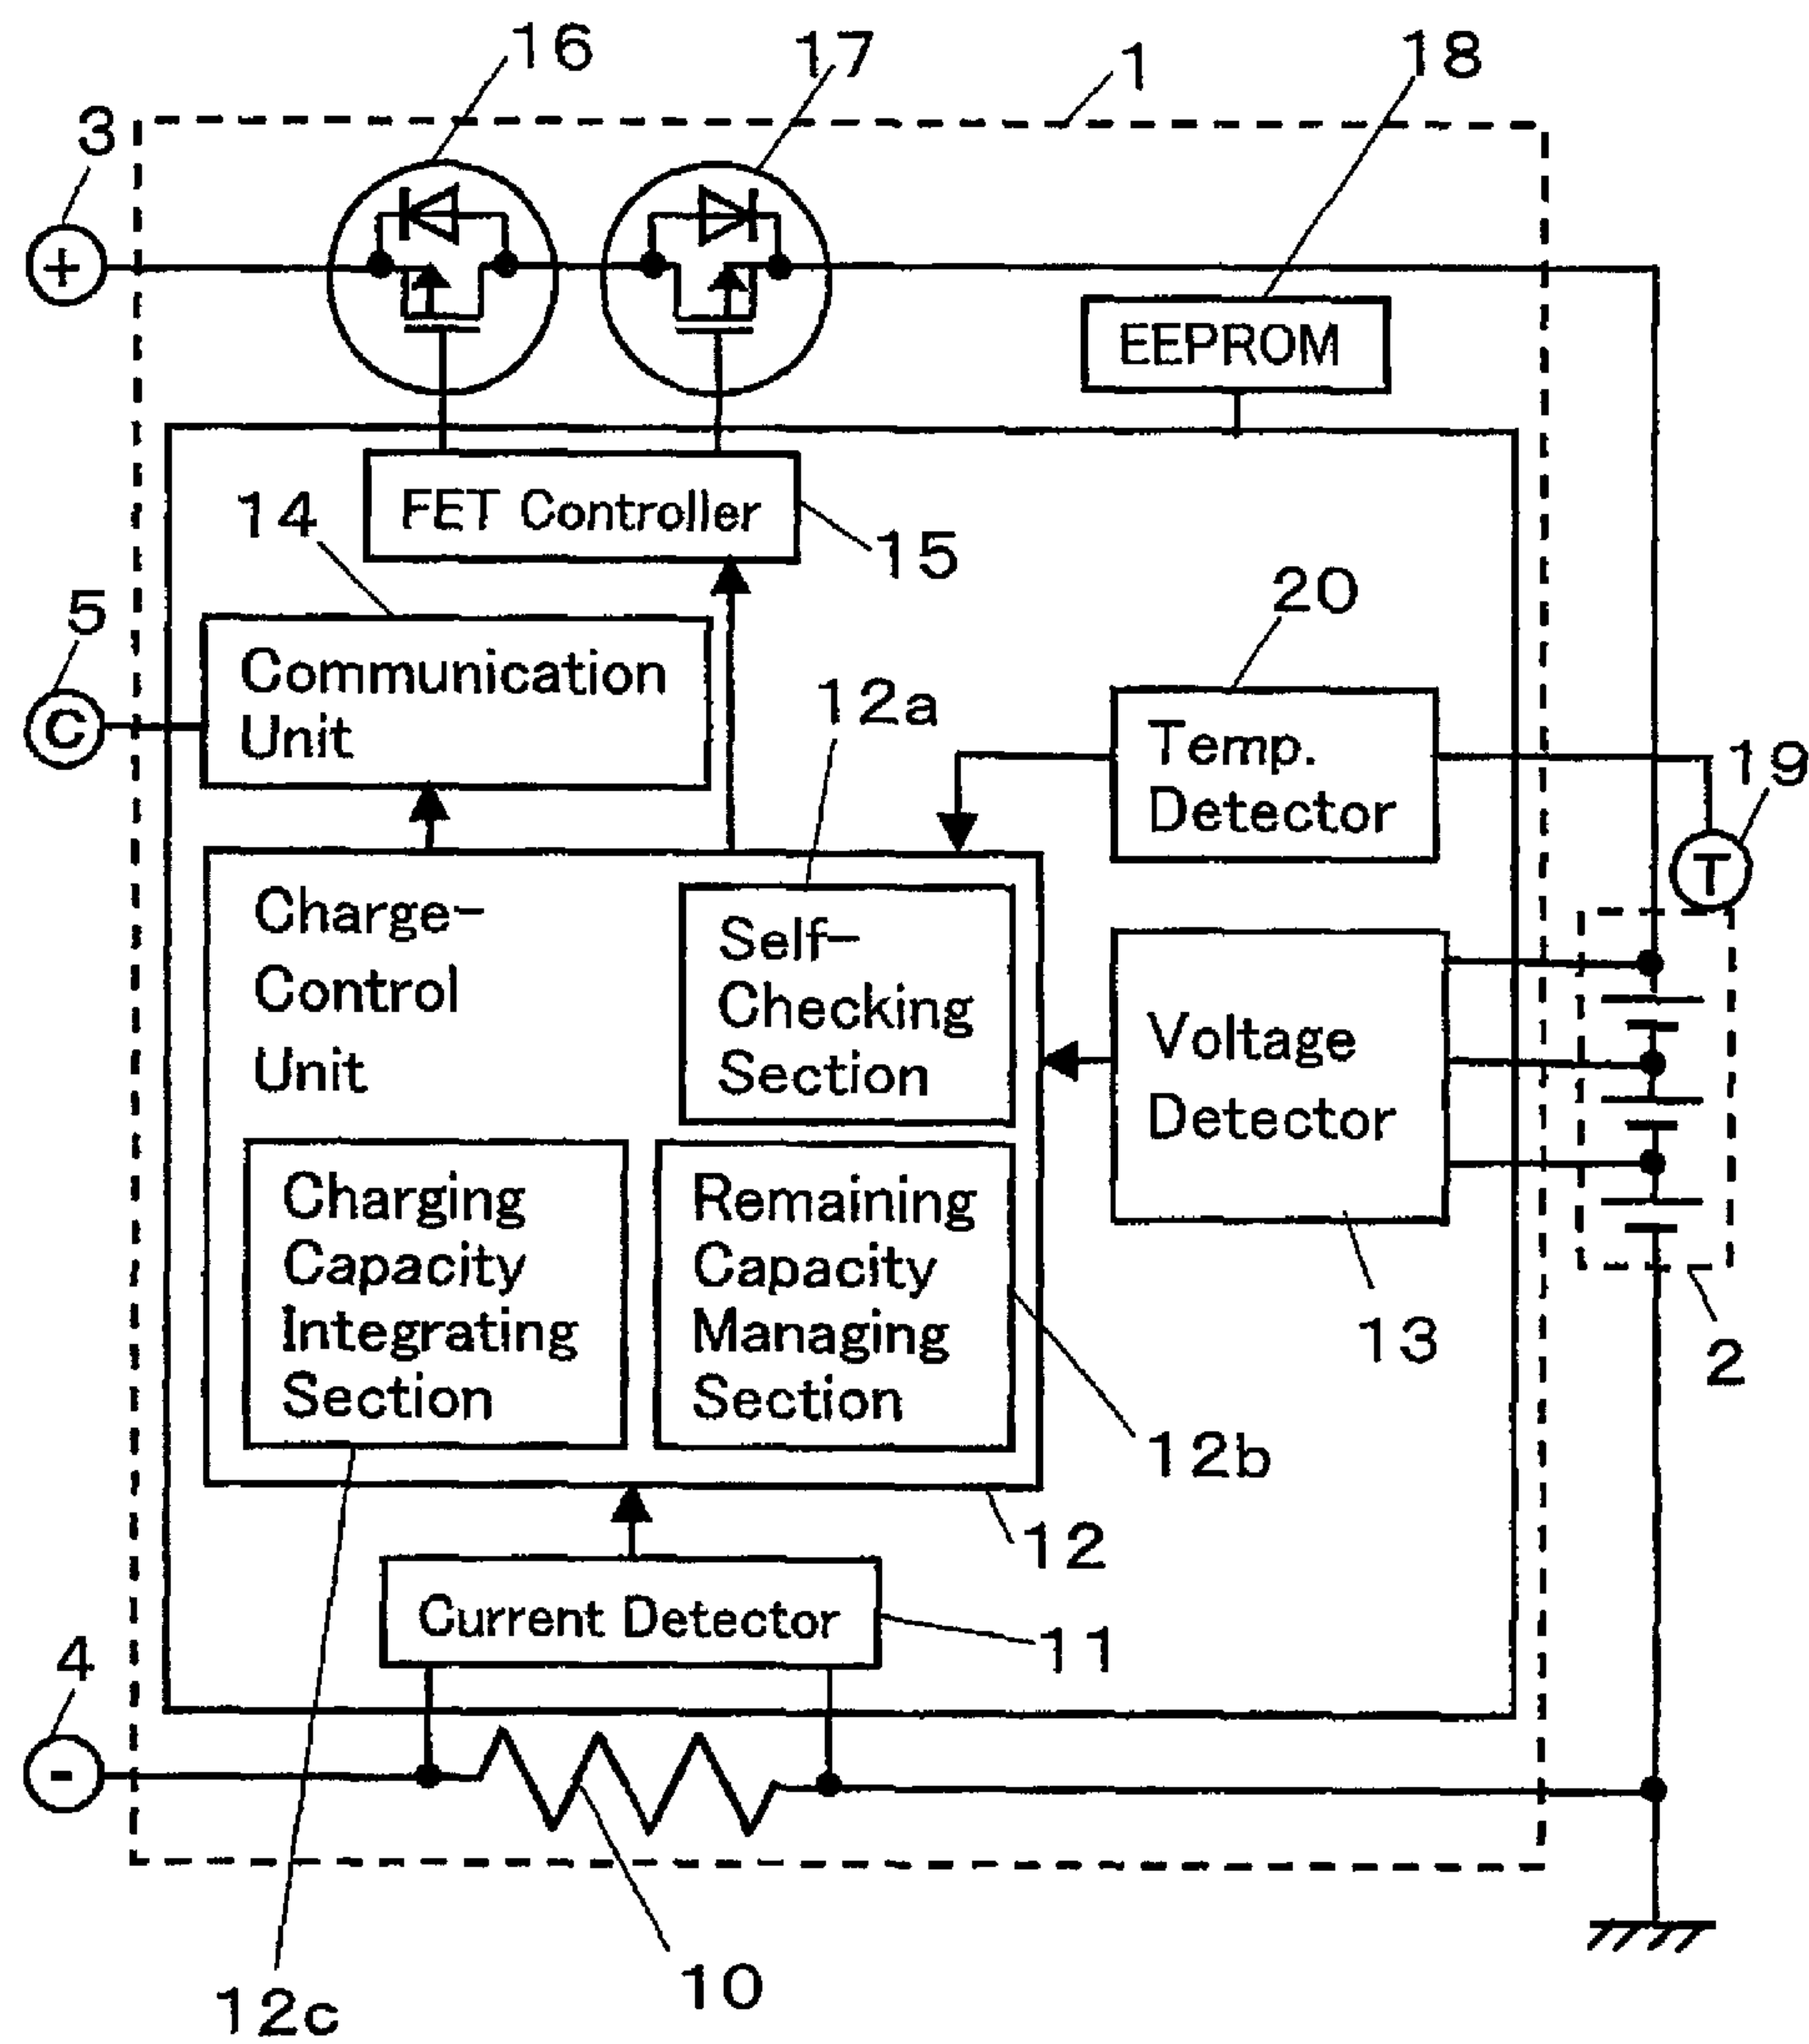 16
17
1
18
3
+
EEPROM
FET Controller
14
15
5
20
C
Communication
Unit
12a
Temp.
Detector
19
T
Charge-
Control
Unit
Self-
Checking
Section
Voltage
Detector
Charging
Capacity
Integrating
Section
Remaining
Capacity
Managing
Section
13
2
12b
12
Current Detector
11
4
-
10
12c